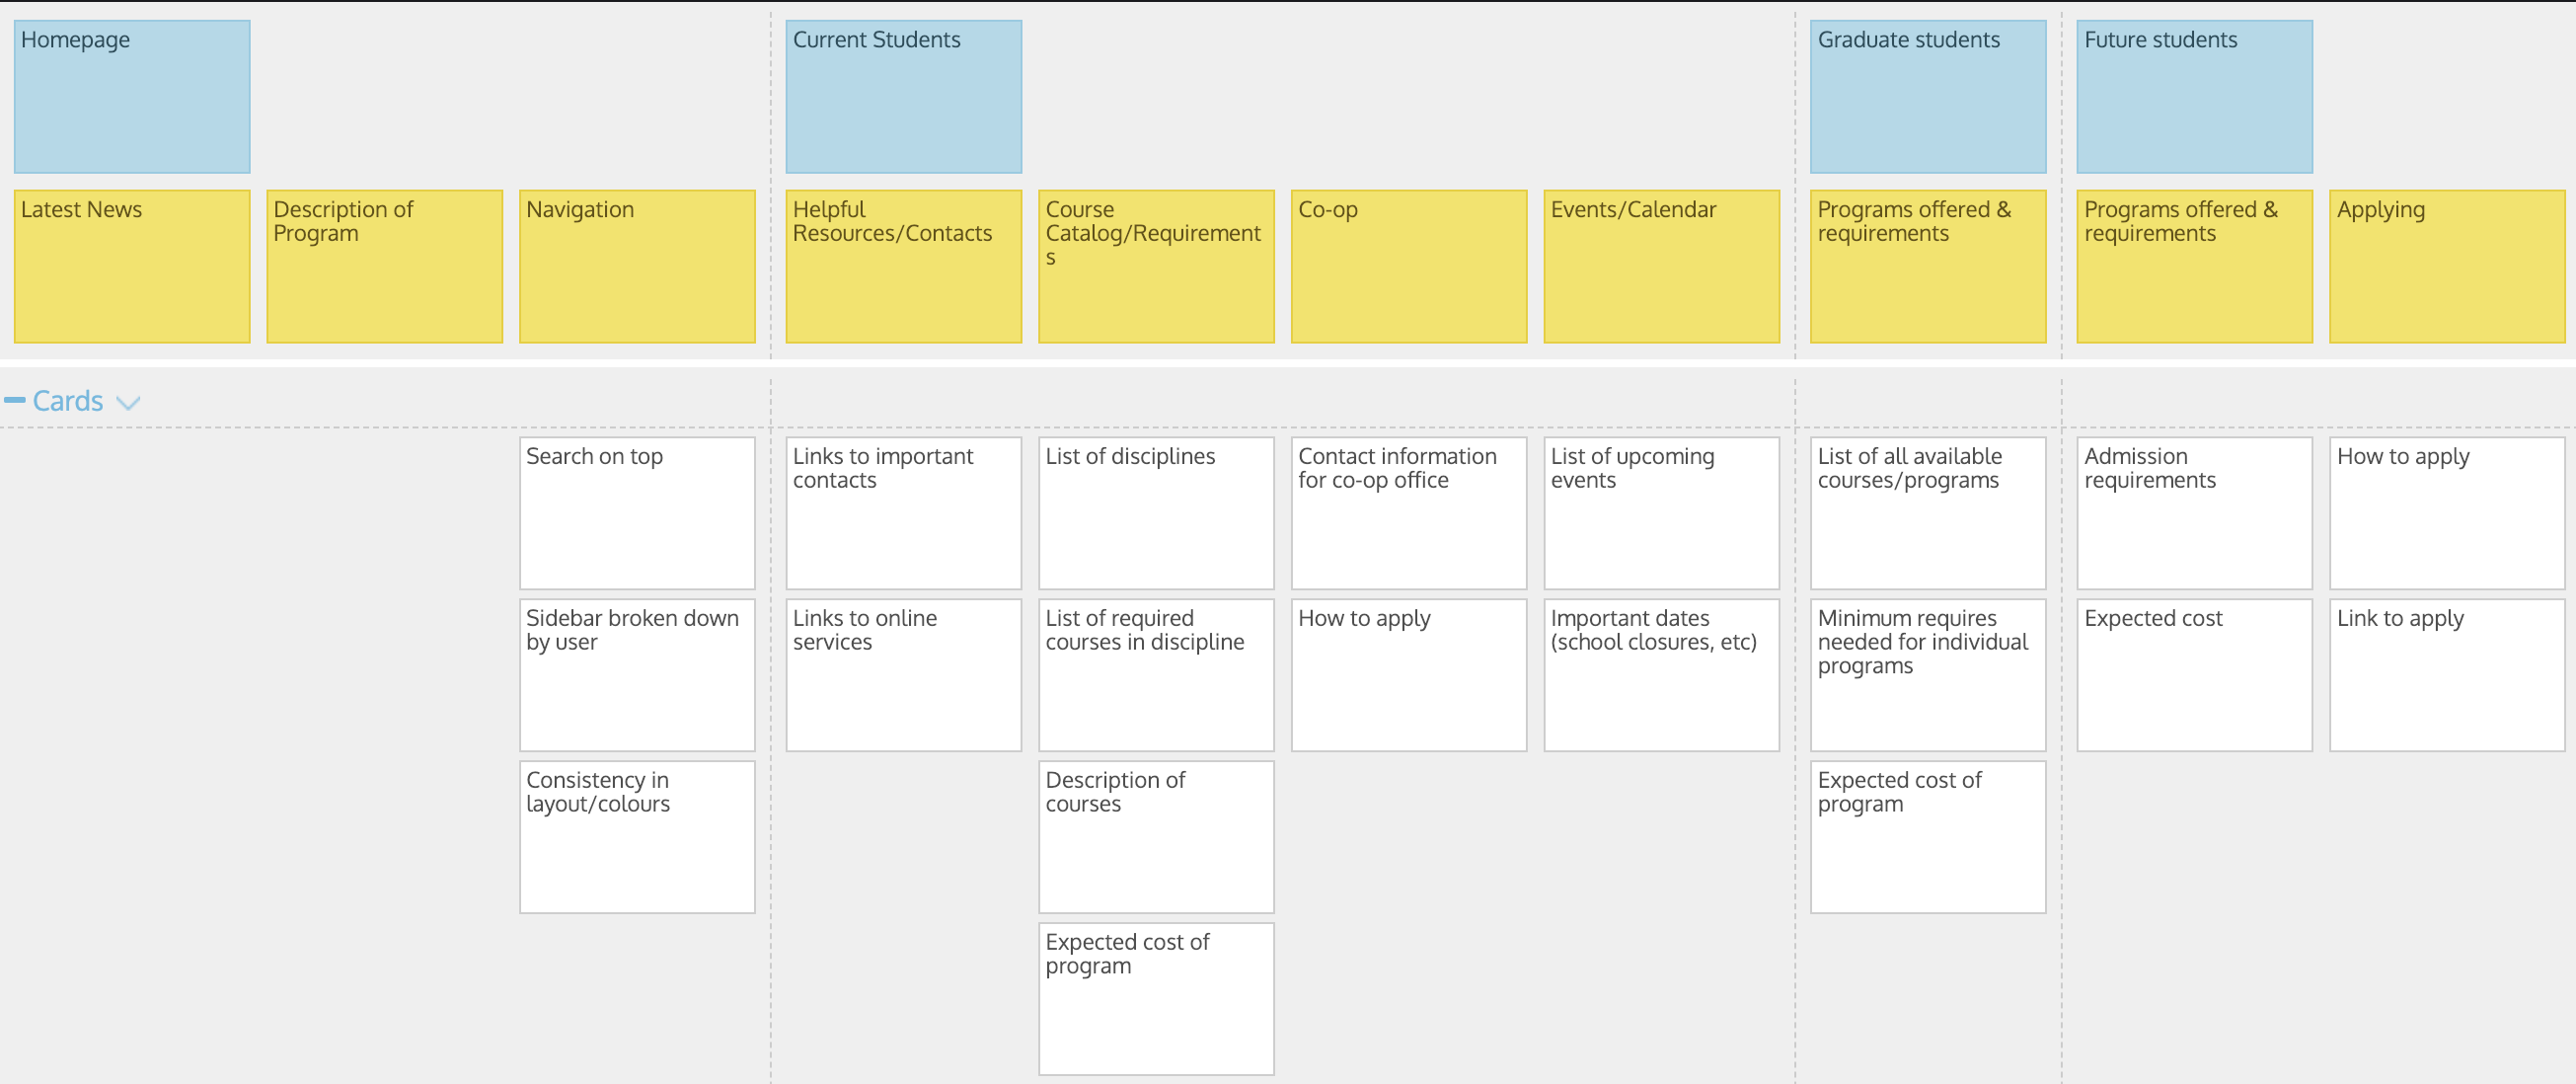 Homepage
Current Students
Graduate students
Future students
Latest News
Description of
Program
Navigation
Helpful
Resources/Contacts
Course
Catalog/Requirement
s
Co-op
Events/Calendar
Programs offered &
requirements
Programs offered &
requirements
Applying
Cards
Search on top
Links to important
contacts
List of disciplines
Contact information
for co-op office
List of upcoming
events
List of all available
courses/programs
Admission
requirements
How to apply
Sidebar broken down
by user
Links to online
services
List of required
courses in discipline
How to apply
Important dates
(school closures, etc)
Minimum requires
needed for individual
programs
Expected cost
Link to apply
Consistency in
layout/colours
Description of
courses
Expected cost of
program
Expected cost of
program